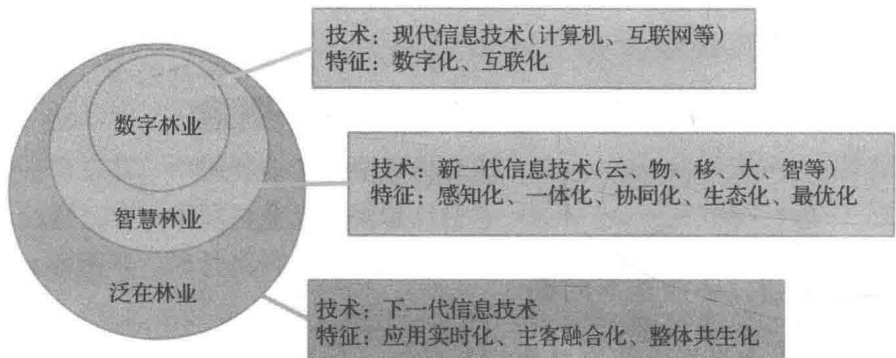 技术：现代信息技术(计算机、互联网等)
特征：数字化、互联化
数字林业
技术：新一代信息技术(云、物、移、大、智等)
特征：感知化、一体化、协同化、生态化、最优化
智慧林业
泛在林业
技术：下一代信息技术
特征：应用实时化、主客融合化、整体共生化